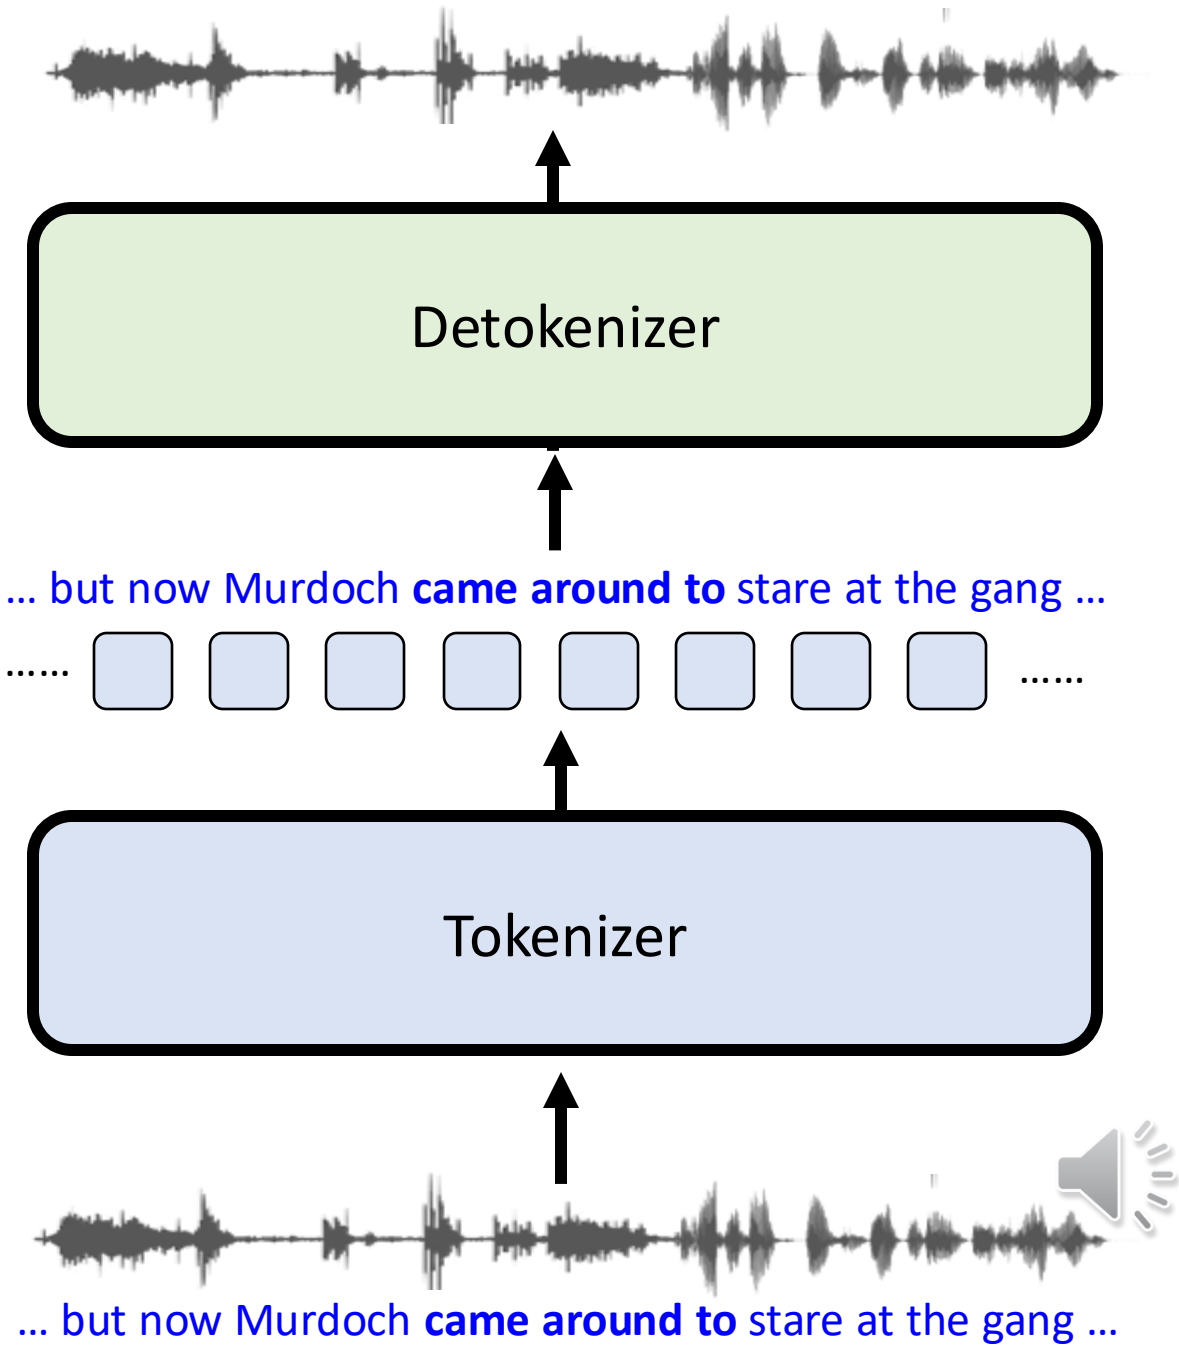 Detokenizer
... but now Murdoch came around to stare at the gang ...
...... ......
Tokenizer
... but now Murdoch came around to stare at the gang ...